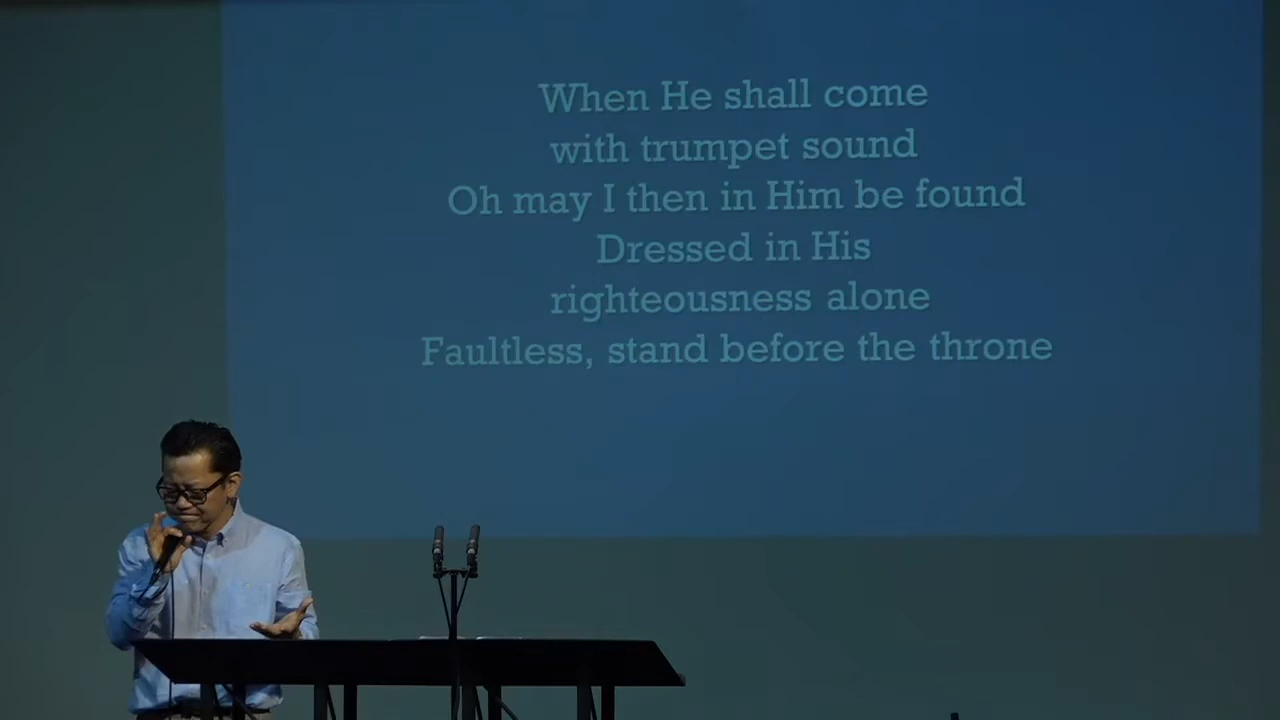 When He shall come
with trumpet sound
Oh may I then in Him be found
Dressed in His
righteousness alone
Faultless, stand before the throne